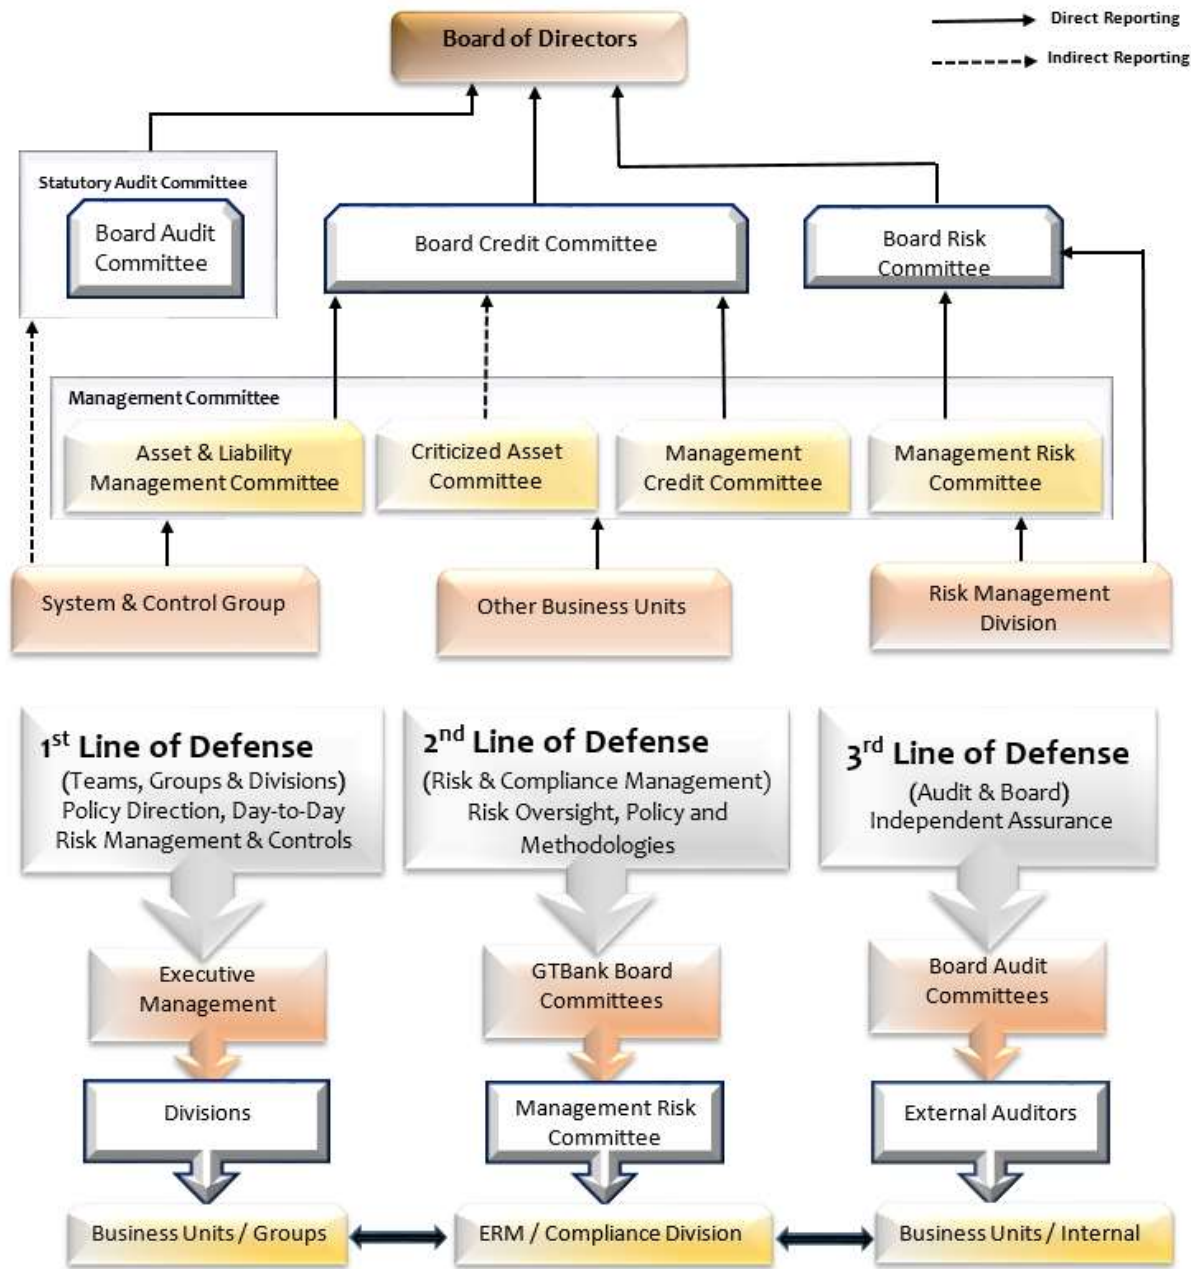 Board of Directors
Direct Reporting
Indirect Reporting
Statutory Audit Committee
Board Audit
Committee
Board Credit Committee
Board Risk
Committee
Management Committee
Asset & Liability
Management Committee
Criticized Asset
Committee
Management
Credit Committee
Management Risk
Committee
System & Control Group
Other Business Units
Risk Management
Division
1st Line of Defense
(Teams, Groups & Divisions)
Policy Direction, Day-to-Day
Risk Management & Controls
2nd Line of Defense
(Risk & Compliance Management)
Risk Oversight, Policy and
Methodologies
3rd Line of Defense
(Audit & Board)
Independent Assurance
Executive
Management
GTBank Board
Committees
Board Audit
Committees
Divisions
Management Risk
Committee
External Auditors
Business Units / Groups
ERM / Compliance Division
Business Units / Internal